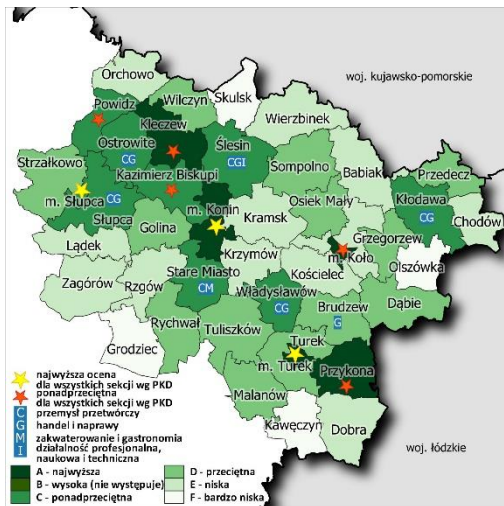 Orchowo
woj. kujawsko-pomorskie
Skulsk
Powidz
Wilczyn
Wierzbinek
Kleczew
Ostrowite
Ślesin
CG
CGI
Strzałkowo
Kazimierz Biskupi
Sompolno
Babiak
Przedecz
m. Słupca
CG
Słupca
m. Konin
Osiek Mały
Kłodawa
CG
Chodów
Golina
Kramsk
Grzegorzew
Lądek
m. Koło
Olszówka
Krzymów
Stare Miasto
Kościelec
Zagórów
Rzgów
CM
Władysławów
CG
Dąbie
Brudzew
G
Rychwał
Tuliszków
Grodziec
Turek
m. Turek
Przykona
Malanów
Kawęczyn
Dobra
woj. łódzkie
najwyższa ocena
dla wszystkich sekcji wg PKD
ponadprzeciętna
dla wszystkich sekcji wg PKD
C przemysł przetwórczy
G handel i naprawy
M zakwaterowanie i gastronomia
I działalność profesjonalna,
naukowa i techniczna
A - najwyższa
B - wysoka (nie występuje)
C - ponadprzeciętna
D - przeciętna
E - niska
F - bardzo niska